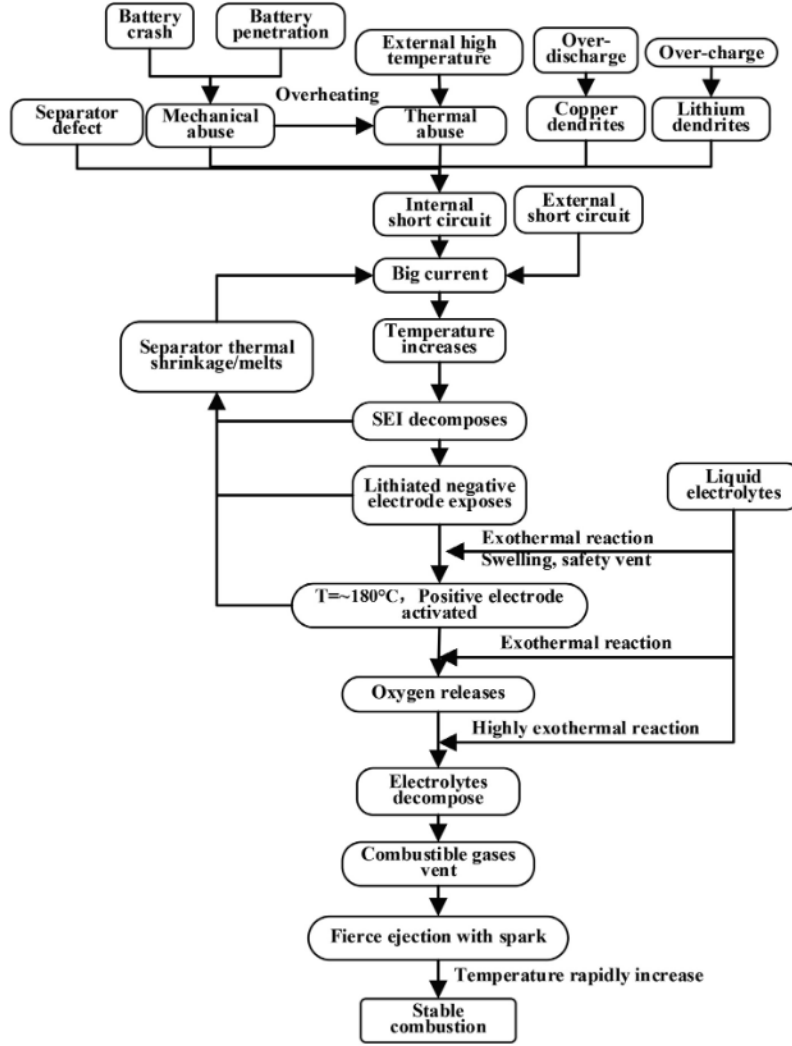 Battery
crash
Battery
penetration
External high
temperature
Over-
discharge
Over-charge
Separator
defect
Mechanical
abuse
Overheating
Thermal
abuse
Copper
dendrites
Lithium
dendrites
Internal
short circuit
External
short circuit
Big current
Separator thermal
shrinkage/melts
Temperature
increases
SEI decomposes
Lithiated negative
electrode exposes
Liquid
electrolytes
Exothermal reaction
Swelling, safety vent
T=~180°C, Positive electrode
activated
Exothermal reaction
Oxygen releases
Highly exothermal reaction
Electrolytes
decompose
Combustible gases
vent
Fierce ejection with spark
Temperature rapidly increase
Stable
combustion